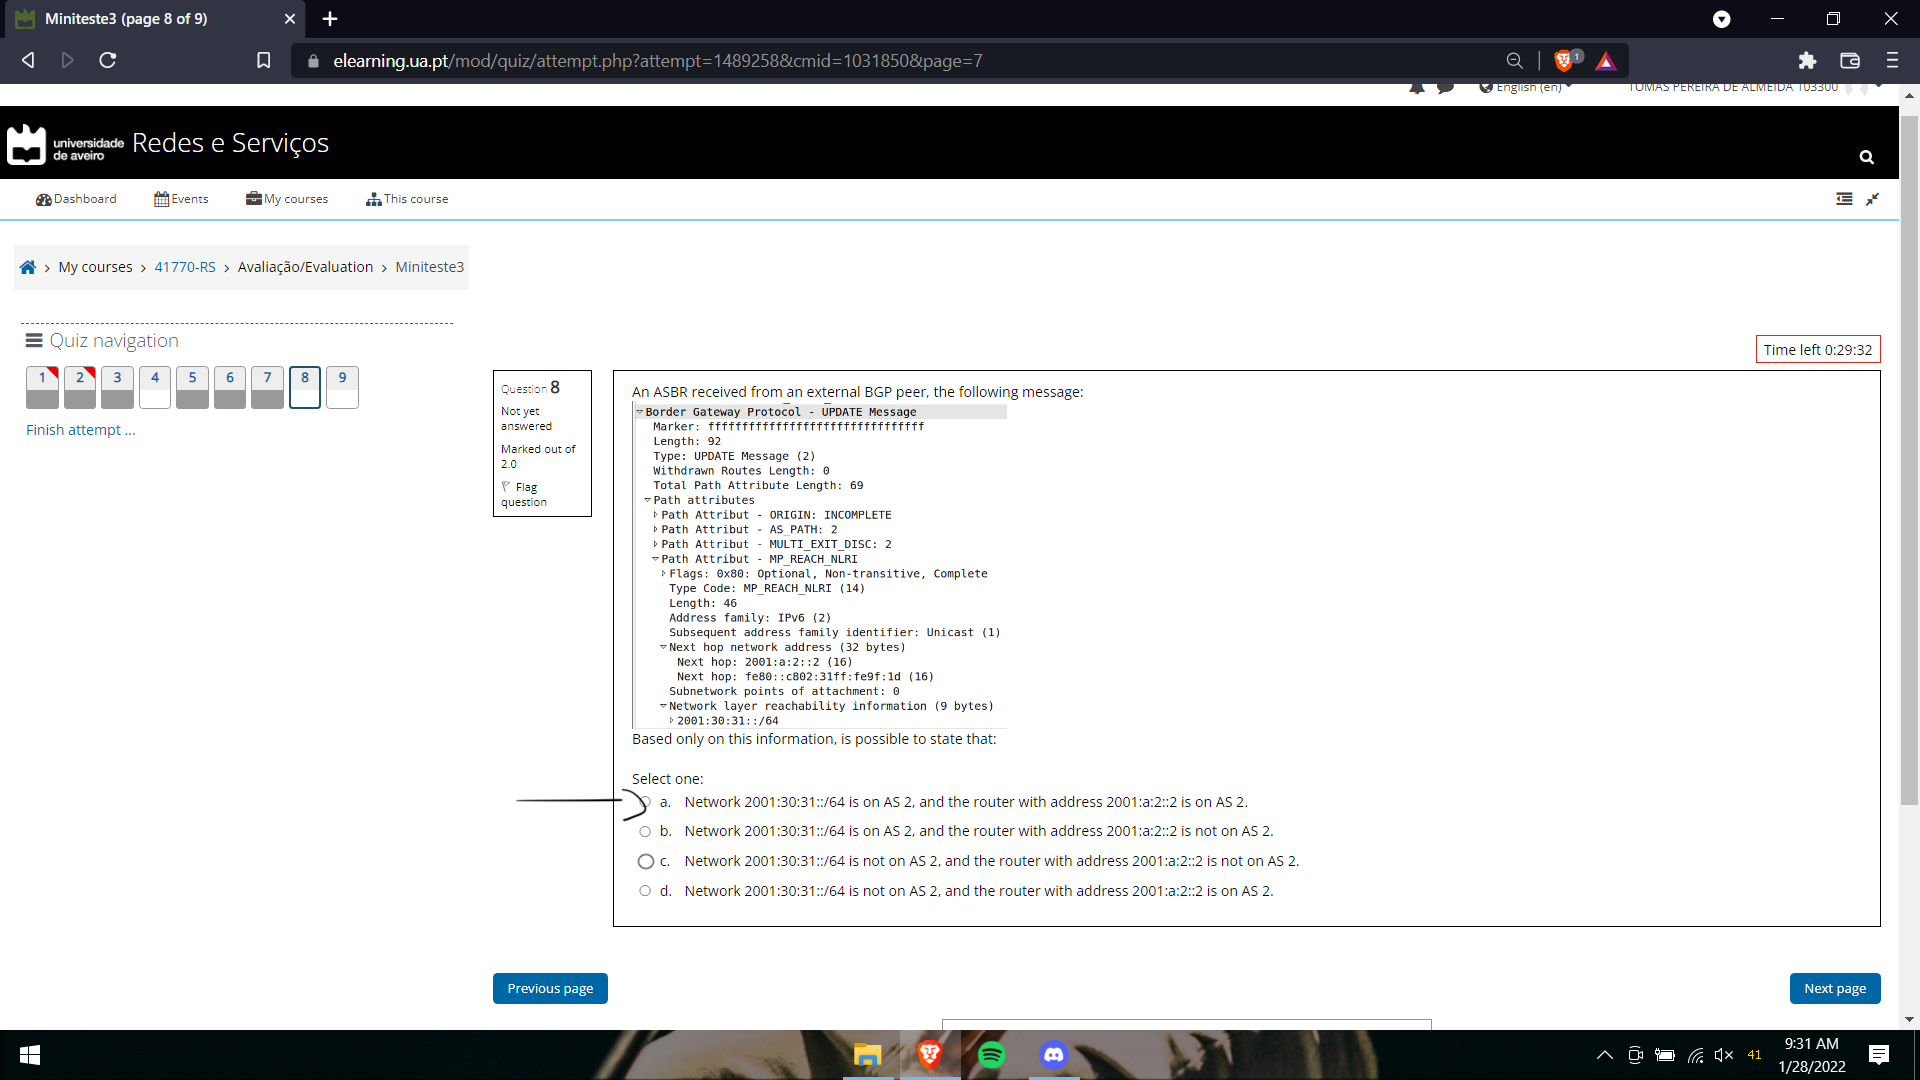 Miniteste3 (page 8 of 9)
elearning.ua.pt/mod/quiz/attempt.php?attempt=1489258&cmid=1031850&page=7
1
English (en)
TOMÁS PEREIRA DE ALMEIDA 103300
universidade
de aveiro
Redes e Serviços
Dashboard Events My courses This course
My courses › 41770-RS › Avaliação/Evaluation › Miniteste3
Quiz navigation
1 2 3 4 5 6 7 8 9
Finish attempt ...
Time left 0:29:32
Question 8
Not yet
answered
Marked out of
2.0
Flag
question
An ASBR received from an external BGP peer, the following message:
Border Gateway Protocol - UPDATE Message
Marker: ffffffffffffffffffffffffffffffff
Length: 92
Type: UPDATE Message (2)
Withdrawn Routes Length: 0
Total Path Attribute Length: 69
Path attributes
Path Attribut - ORIGIN: INCOMPLETE
Path Attribut - AS_PATH: 2
Path Attribut - MULTI_EXIT_DISC: 2
Path Attribut - MP_REACH_NLRI
Flags: 0x80: Optional, Non-transitive, Complete
Type Code: MP_REACH_NLRI (14)
Length: 46
Address family: IPv6 (2)
Subsequent address family identifier: Unicast (1)
Next hop network address (32 bytes)
Next hop: 2001:a:2::2 (16)
Next hop: fe80::c802:31ff:fe9f:1d (16)
Subnetwork points of attachment: 0
Network layer reachability information (9 bytes)
2001:30:31::/64
Based only on this information, is possible to state that:
Select one:
a. Network 2001:30:31::/64 is on AS 2, and the router with address 2001:a:2::2 is on AS 2.
b. Network 2001:30:31::/64 is on AS 2, and the router with address 2001:a:2::2 is not on AS 2.
c. Network 2001:30:31::/64 is not on AS 2, and the router with address 2001:a:2::2 is not on AS 2.
d. Network 2001:30:31::/64 is not on AS 2, and the router with address 2001:a:2::2 is on AS 2.
Previous page
Next page
41
9:31 AM
1/28/2022